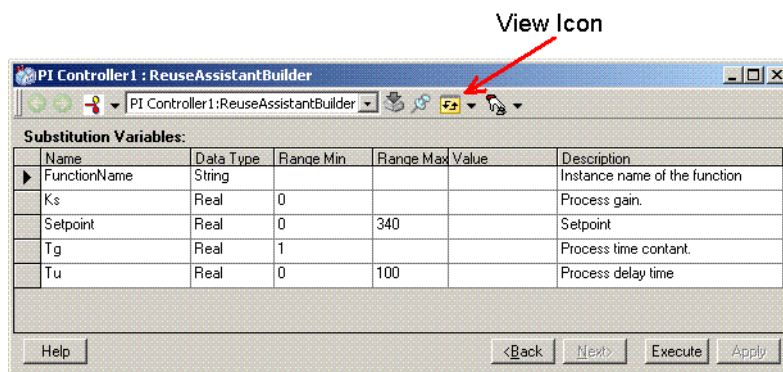 View Icon
PI Controller1 : ReuseAssistantBuilder
PI Controller1:ReuseAssistantBuilder
Substitution Variables:
Name Data Type Range Min Range Max Value Description
FunctionName String Instance name of the function
Ks Real 0 Process gain.
Setpoint Real 0 340 Setpoint
Tg Real 1 Process time contant.
Tu Real 0 100 Process delay time
Help <Back Next> Execute Apply